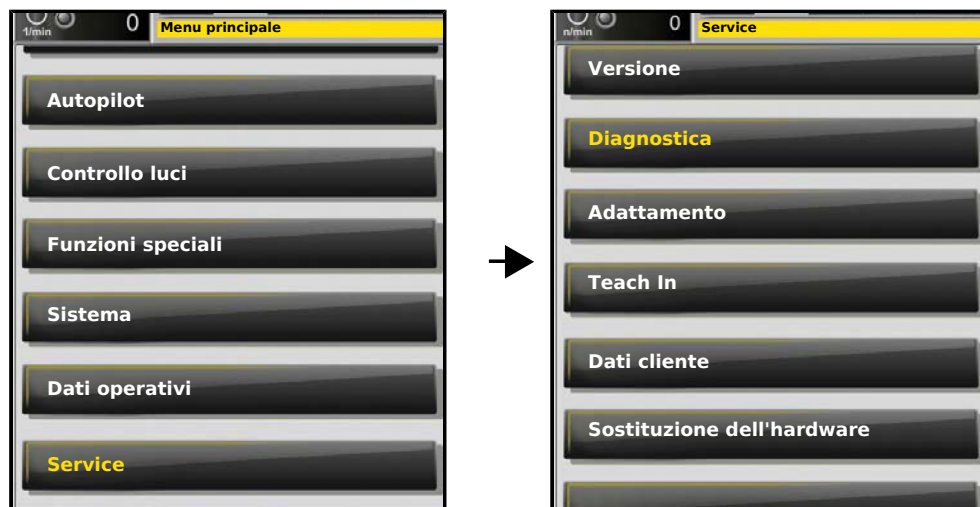 1/min
0
Menu principale
Autopilot
Controllo luci
Funzioni speciali
Sistema
Dati operativi
Service
n/min
0
Service
Versione
Diagnostica
Adattamento
Teach In
Dati cliente
Sostituzione dell'hardware